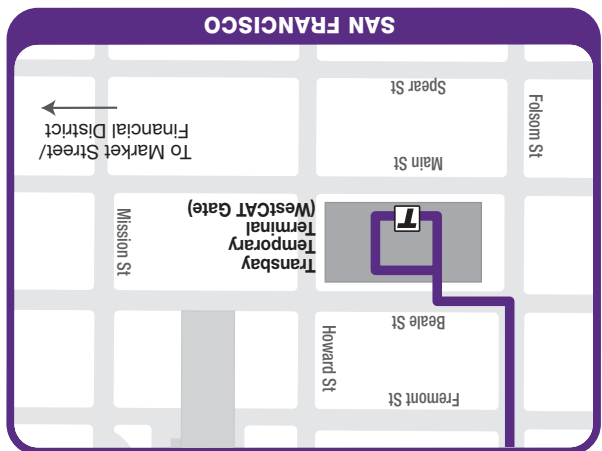 SAN FRANCISCO
Spear St
Folsom St
To Market Street/
Financial District
Main St
T
Transbay
Temporary
Terminal
(WestCAT Gate)
Mission St
Beale St
Howard St
Fremont St